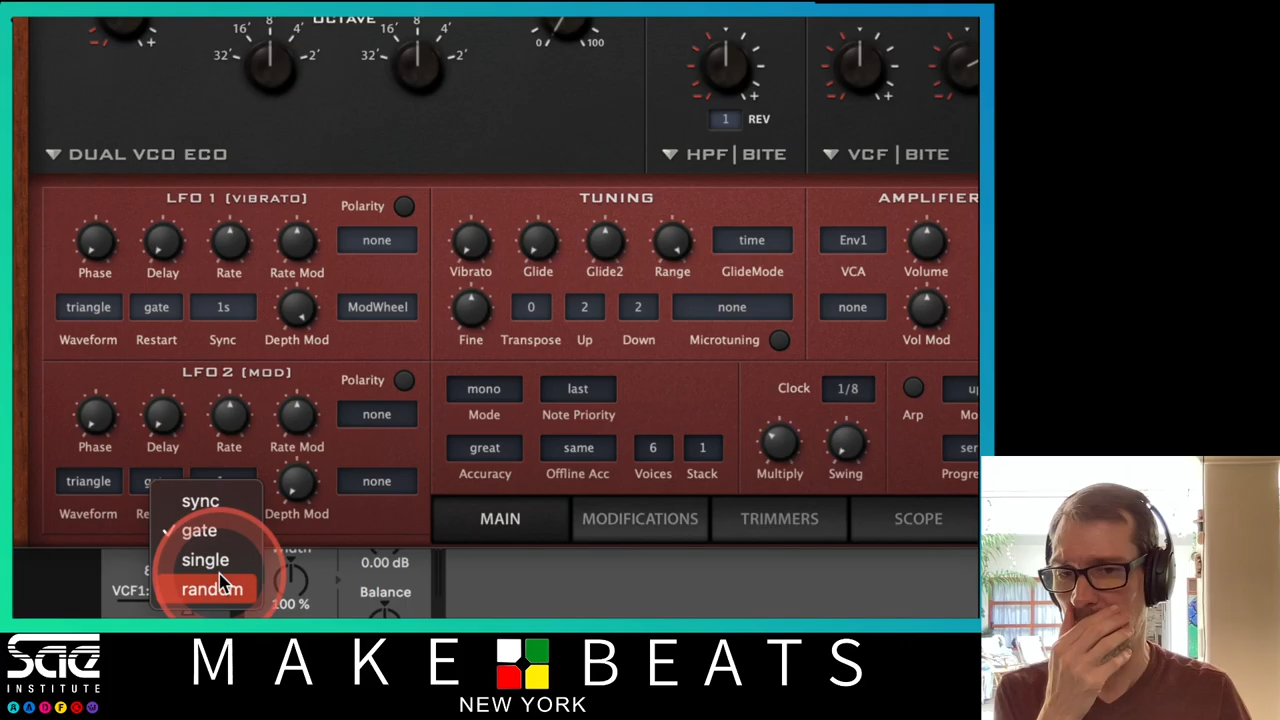 OCTAVE
16' 8 4'
32' 2'
16' 8 4'
32' 2'
0 100
- +
- +
- +
1 REV
DUAL VCO ECO
HPF|BITE
VCF|BITE
LFO 1 (VIBRATO)
Polarity
none
Phase Delay Rate Rate Mod
triangle gate 1s ModWheel
Waveform Restart Sync Depth Mod
TUNING
time
Vibrato Glide Glide2 Range GlideMode
0 2 2 none
Fine Transpose Up Down Microtuning
AMPLIFIER
Env1
VCA Volume
none
Vol Mod
LFO 2 (MOD)
Polarity
none
Phase Delay Rate Rate Mod
triangle none
Waveform Depth Mod
sync
gate
single
random
mono last
Mode Note Priority
great same 6 1
Accuracy Offline Acc Voices Stack
Clock 1/8
Multiply Swing
Arp
MAIN MODIFICATIONS TRIMMERS SCOPE
VCF1:
100 %
0.00 dB
Balance
sae
INSTITUTE
MAKE BEATS
NEW YORK